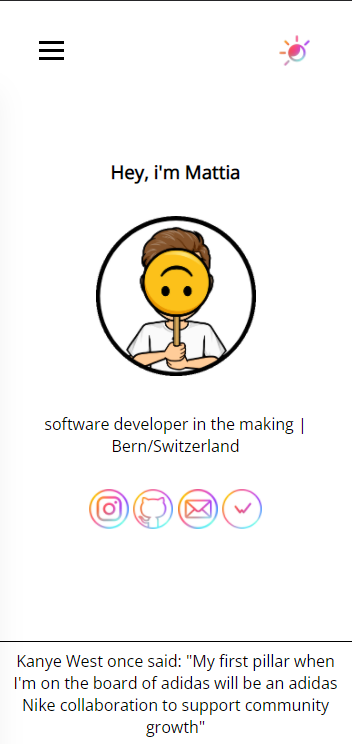 Hey, i'm Mattia
software developer in the making |
Bern/Switzerland
Kanye West once said: "My first pillar when
I'm on the board of adidas will be an adidas
Nike collaboration to support community
growth"